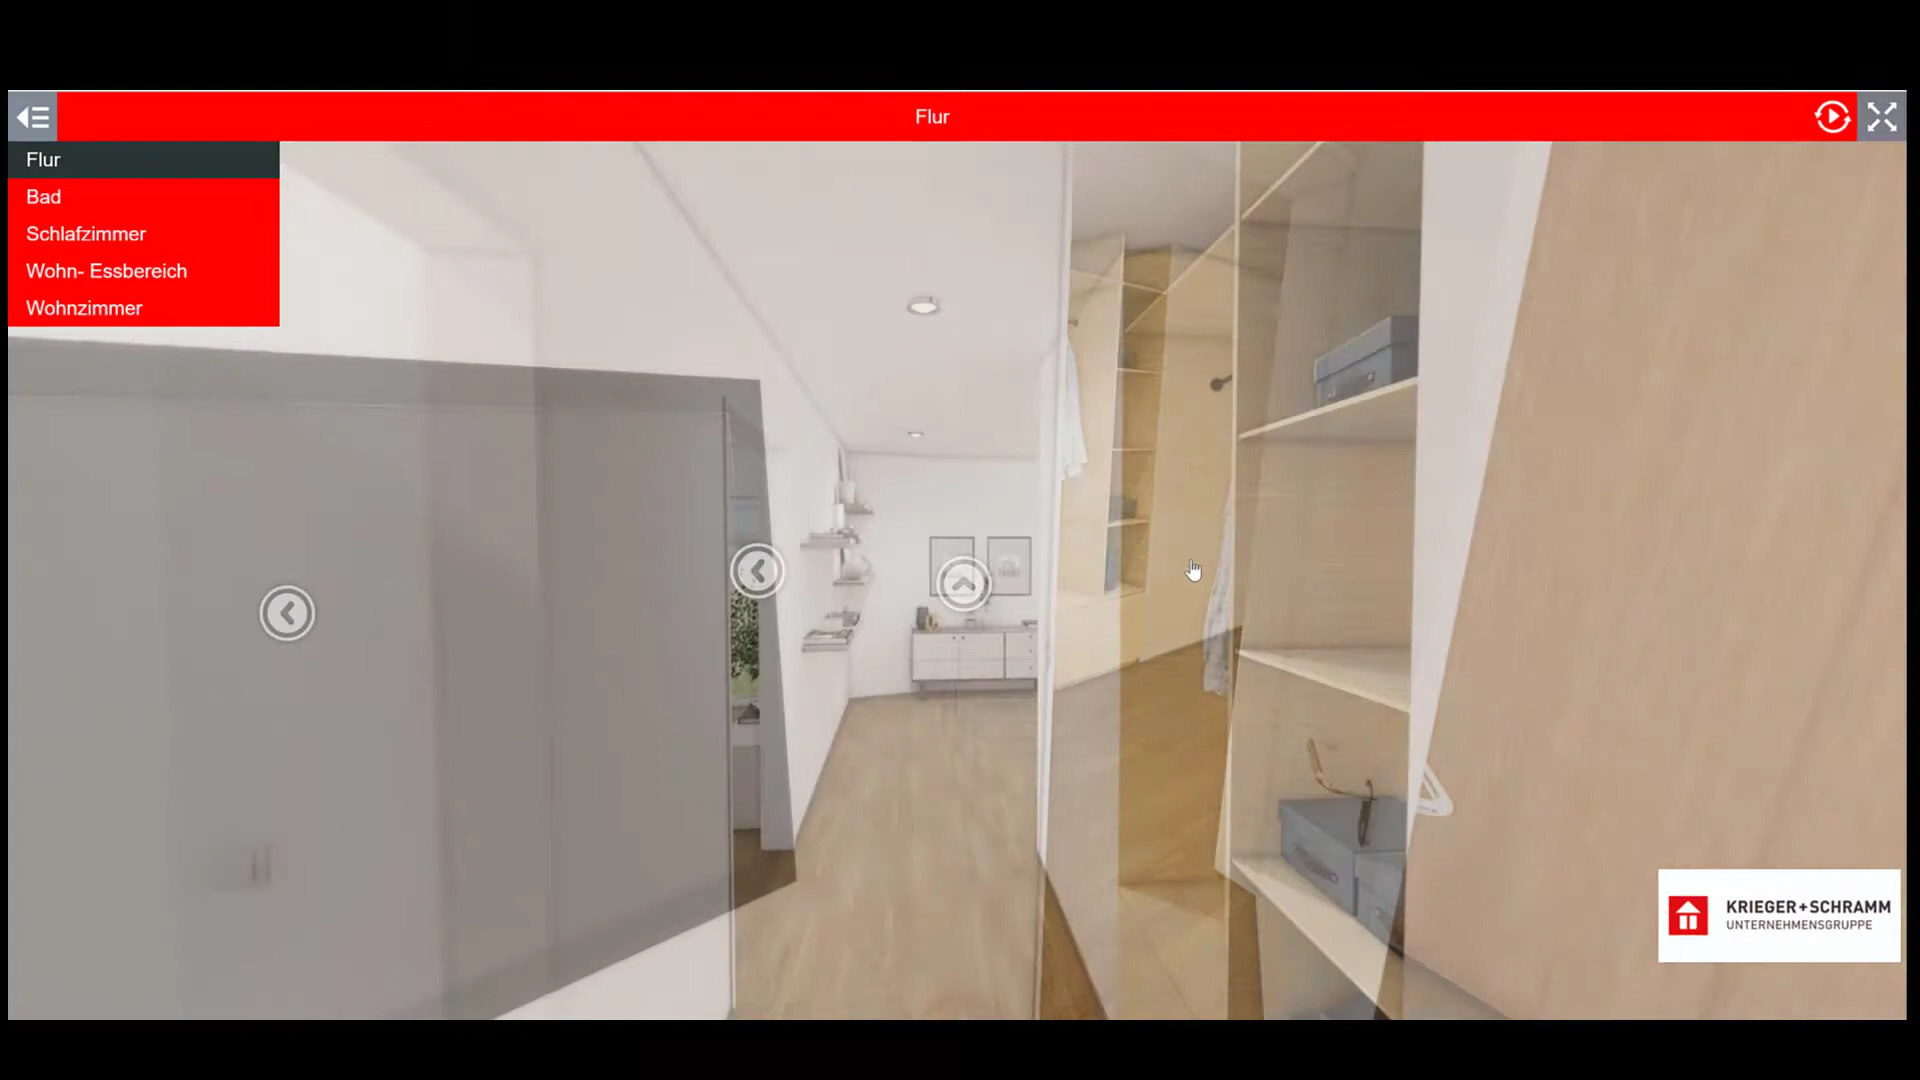 Flur
Flur
Bad
Schlafzimmer
Wohn- Essbereich
Wohnzimmer
KRIEGER+SCHRAMM
UNTERNEHMENSGRUPPE